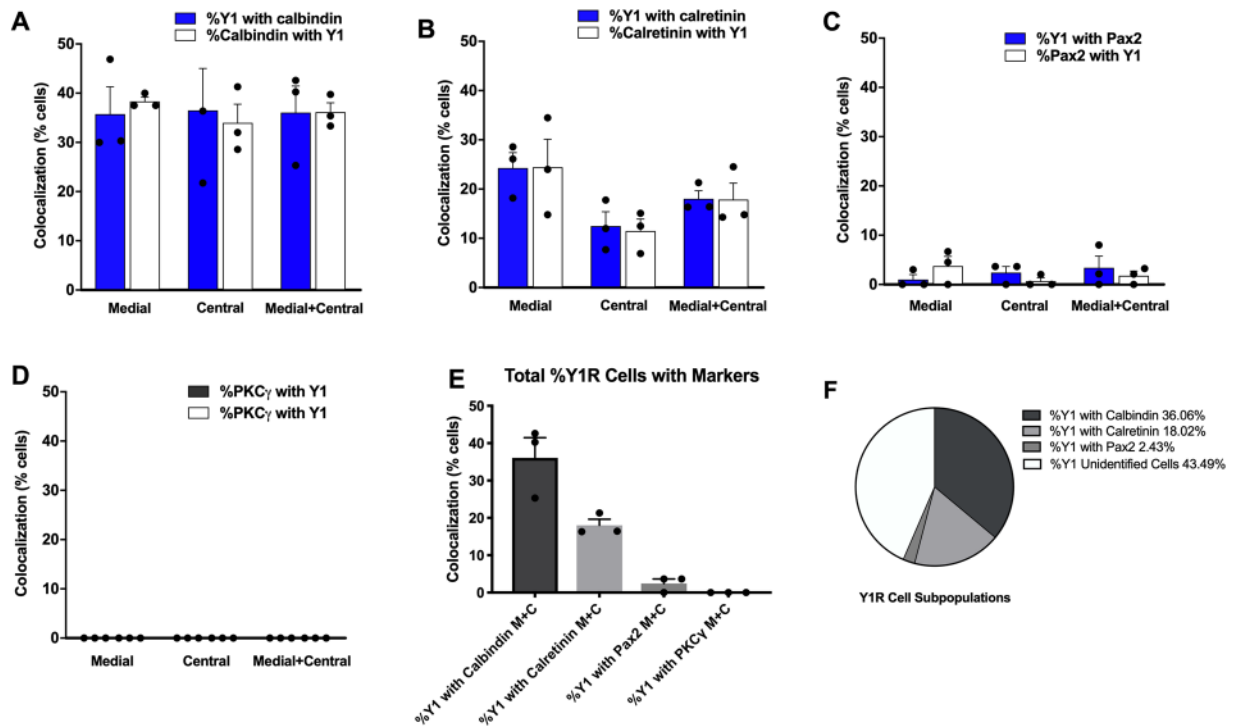 A
%Y1 with calbindin
%Calbindin with Y1
Colocalization (% cells)
50
40
30
20
10
0
Medial
Central
Medial+Central
B
%Y1 with calretinin
%Calretinin with Y1
Colocalization (% cells)
50
40
30
20
10
0
Medial
Central
Medial+Central
C
%Y1 with Pax2
%Pax2 with Y1
Colocalization (% cells)
50
40
30
20
10
0
Medial
Central
Medial+Central
D
%PKCγ with Y1
%PKCγ with Y1
Colocalization (% cells)
50
40
30
20
10
0
Medial
Central
Medial+Central
E
Total %Y1R Cells with Markers
Colocalization (% cells)
50
40
30
20
10
0
%Y1 with Calbindin M+C
%Y1 with Calretinin M+C
%Y1 with Pax2 M+C
%Y1 with PKCγ M+C
F
%Y1 with Calbindin 36.06%
%Y1 with Calretinin 18.02%
%Y1 with Pax2 2.43%
%Y1 Unidentified Cells 43.49%
Y1R Cell Subpopulations